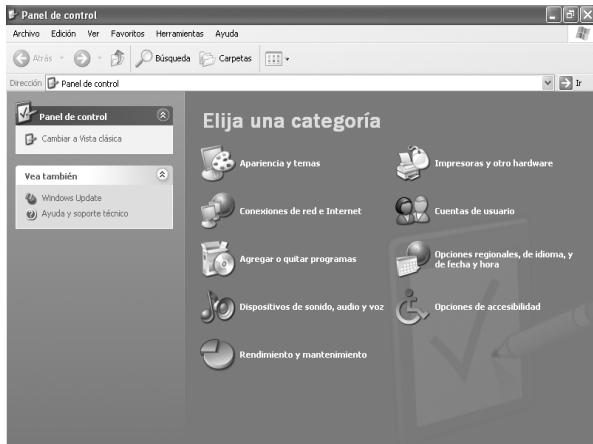 Panel de control
Archivo Edición Ver Favoritos Herramientas Ayuda
Atrás Búsqueda Carpetas
Dirección Panel de control Ir
Panel de control
Cambiar a Vista clásica
Vea también
Windows Update
Ayuda y soporte técnico
Elija una categoría
Apariencia y temas
Impresoras y otro hardware
Conexiones de red e Internet
Cuentas de usuario
Agregar o quitar programas
Opciones regionales, de idioma, y
de fecha y hora
Dispositivos de sonido, audio y voz
Opciones de accesibilidad
Rendimiento y mantenimiento